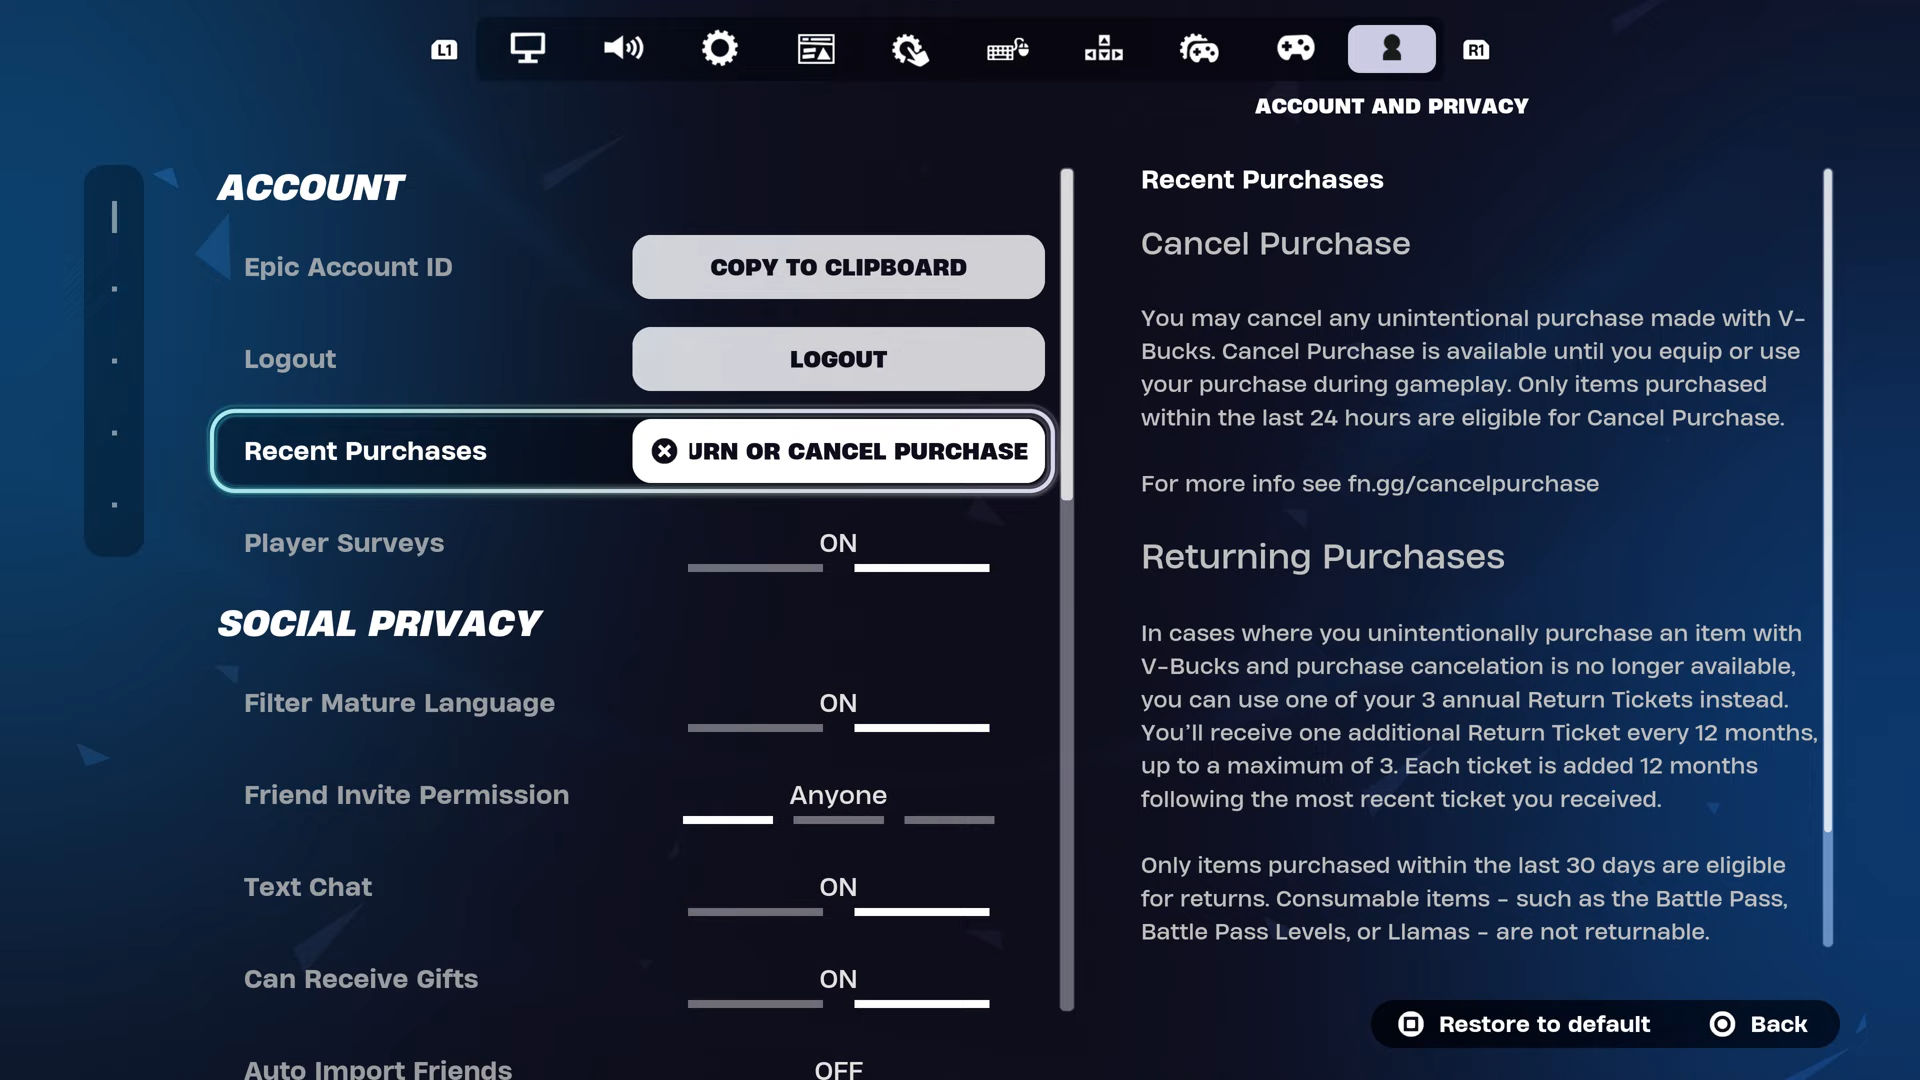 L1
R1
ACCOUNT AND PRIVACY
ACCOUNT
Epic Account ID
COPY TO CLIPBOARD
Logout
LOGOUT
Recent Purchases
URN OR CANCEL PURCHASE
Player Surveys
ON
SOCIAL PRIVACY
Filter Mature Language
ON
Friend Invite Permission
Anyone
Text Chat
ON
Can Receive Gifts
ON
Auto Import Friends
OFF
Recent Purchases
Cancel Purchase
You may cancel any unintentional purchase made with V-
Bucks. Cancel Purchase is available until you equip or use
your purchase during gameplay. Only items purchased
within the last 24 hours are eligible for Cancel Purchase.
For more info see fn.gg/cancelpurchase
Returning Purchases
In cases where you unintentionally purchase an item with
V-Bucks and purchase cancelation is no longer available,
you can use one of your 3 annual Return Tickets instead.
You’ll receive one additional Return Ticket every 12 months,
up to a maximum of 3. Each ticket is added 12 months
following the most recent ticket you received.
Only items purchased within the last 30 days are eligible
for returns. Consumable items - such as the Battle Pass,
Battle Pass Levels, or Llamas - are not returnable.
Restore to default
Back